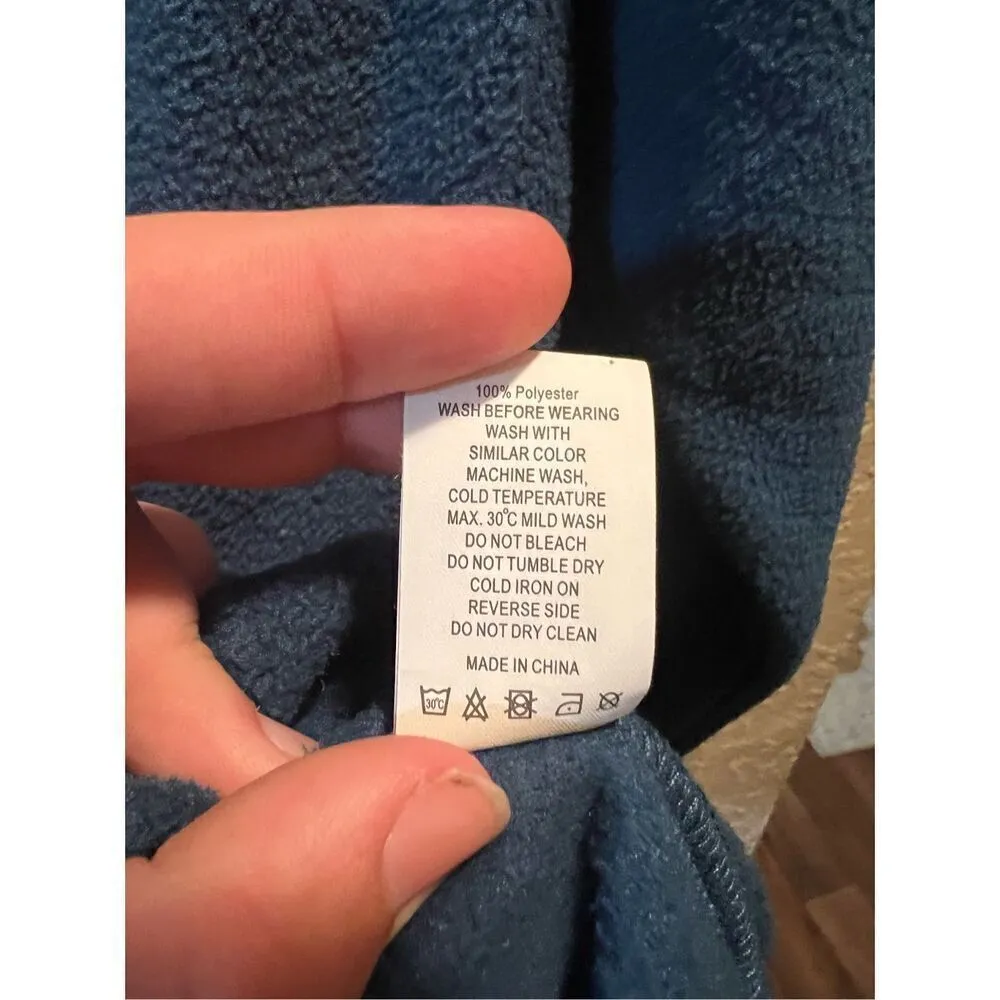 100% Polyester
WASH BEFORE WEARING
WASH WITH
SIMILAR COLOR
MACHINE WASH,
COLD TEMPERATURE
MAX. 30°C MILD WASH
DO NOT BLEACH
DO NOT TUMBLE DRY
COLD IRON ON
REVERSE SIDE
DO NOT DRY CLEAN
MADE IN CHINA
30°C